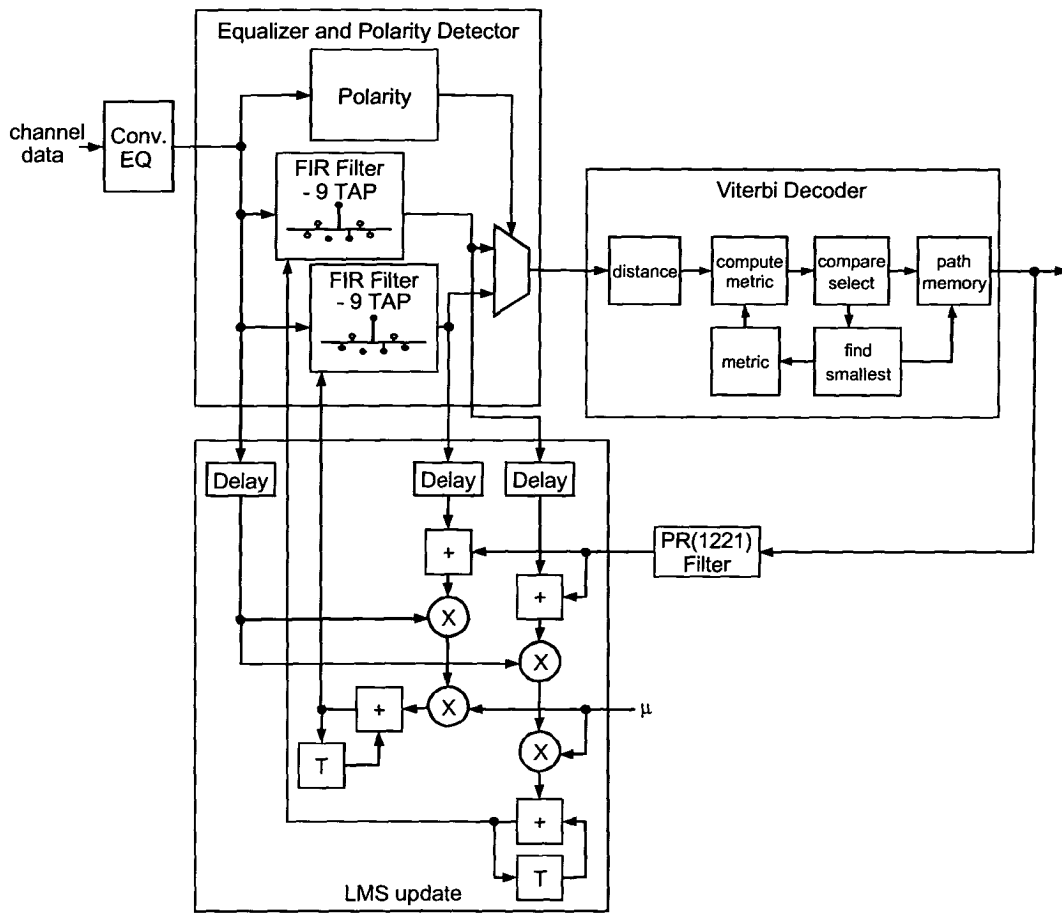 Equalizer and Polarity Detector
Polarity
channel
data
Conv.
EQ
FIR Filter
- 9 TAP
FIR Filter
- 9 TAP
Viterbi Decoder
distance
compute
metric
compare
select
path
memory
metric
find
smallest
Delay
Delay
Delay
PR(1221)
Filter
+
+
X
X
μ
+
X
T
X
+
T
LMS update